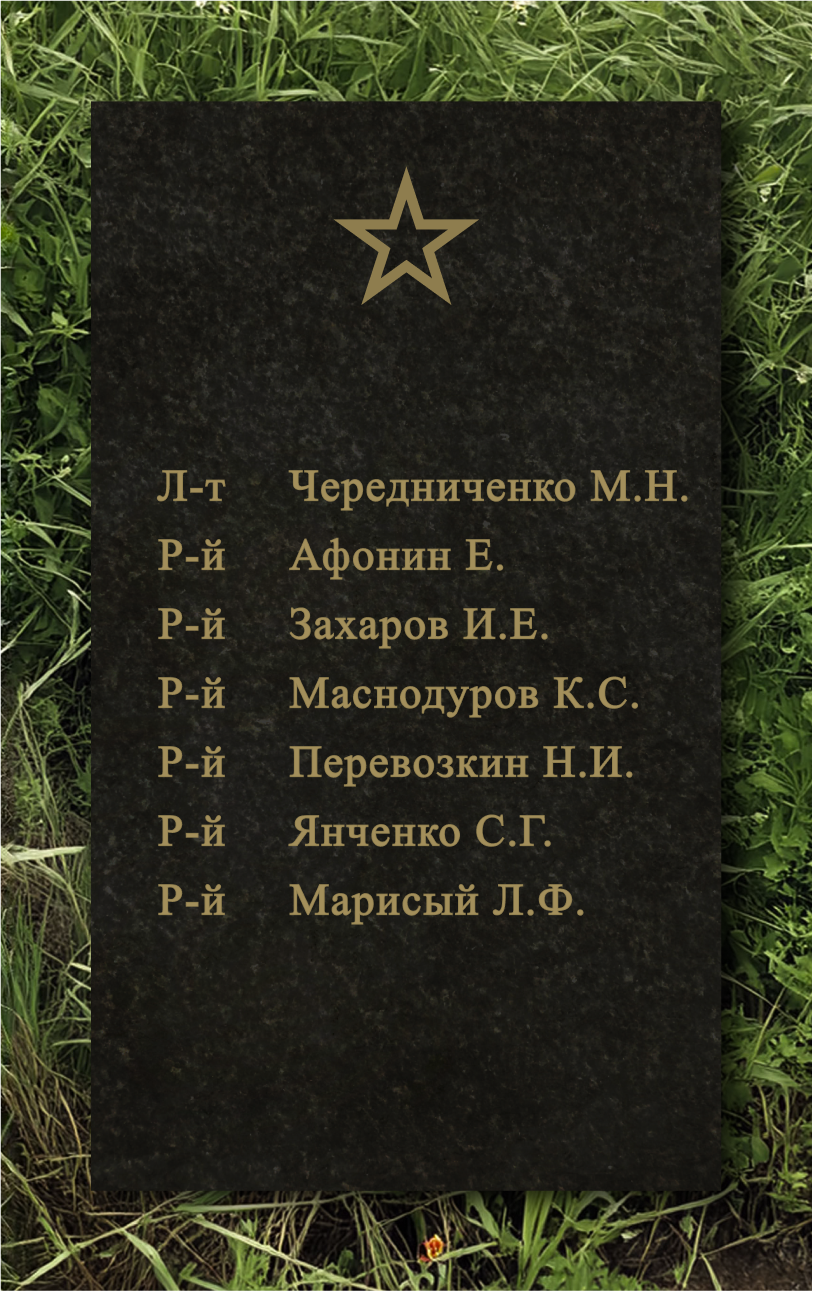 Л-т Чередниченко М.Н.
Р-й Афонин Е.
Р-й Захаров И.Е.
Р-й Маснодуров К.С.
Р-й Перевозкин Н.И.
Р-й Янченко С.Г.
Р-й Марисый Л.Ф.